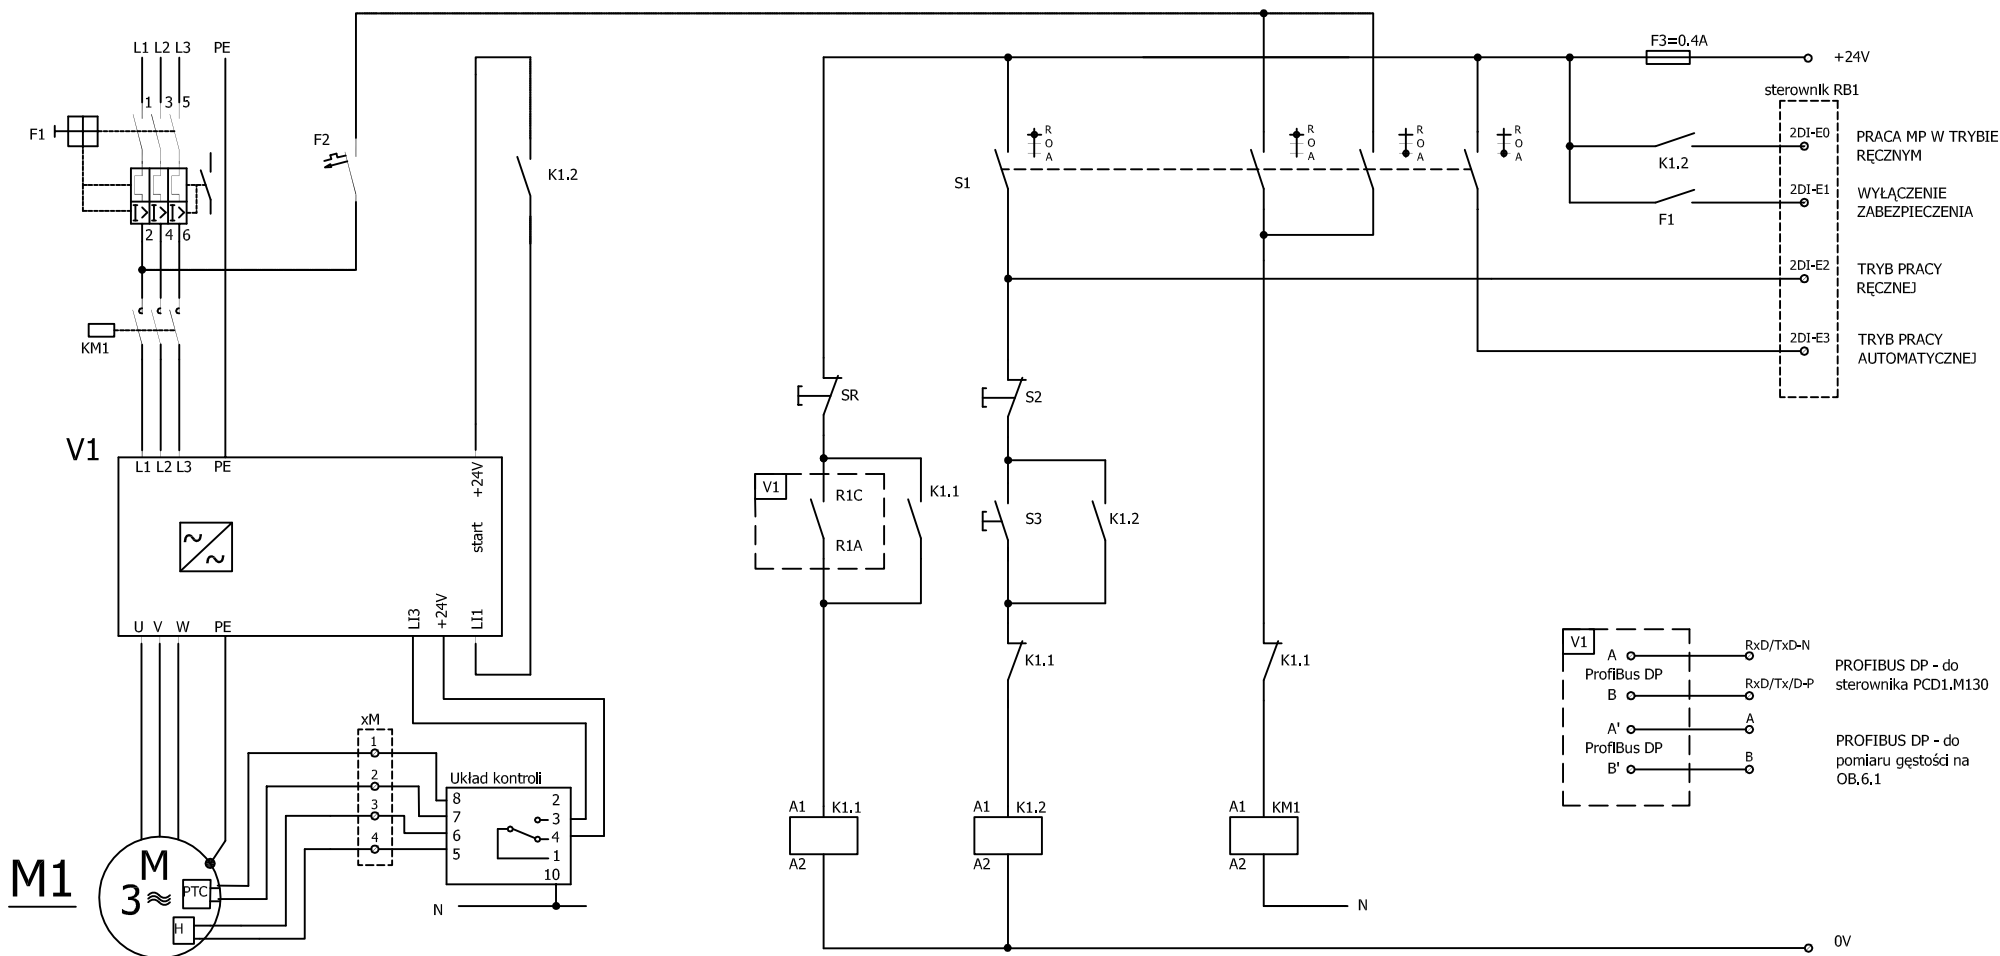 L1 L2 L3 PE
F3=0.4A
+24V
sterownik RB1
1 3 5
F1
F2
K1.2
R
O
A
R
O
A
R
O
A
R
O
A
S1
2DI-E0
PRACA MP W TRYBIE
RĘCZNYM
K1.2
2DI-E1
WYŁĄCZENIE
ZABEZPIECZENIA
F1
I> I> I>
2 4 6
2DI-E2
TRYB PRACY
RĘCZNEJ
KM1
2DI-E3
TRYB PRACY
AUTOMATYCZNEJ
SR
S2
V1
L1 L2 L3 PE
+24V
start
V1
R1C
R1A
K1.1
S3
K1.2
U V W PE
LI3
+24V
LI1
K1.1
K1.1
V1
A
RxD/TxD-N
ProfiBus DP
B
RxD/Tx/D-P
PROFIBUS DP - do
sterownika PCD1.M130
A'
A
ProfiBus DP
B'
B
PROFIBUS DP - do
pomiaru gęstości na
OB.6.1
xM
1
2
3
4
Układ kontroli
8
7
6
5
2
3
4
1
10
N
M1
M
3
PTC
H
A1 K1.1
A2
A1 K1.2
A2
A1 KM1
A2
N
0V